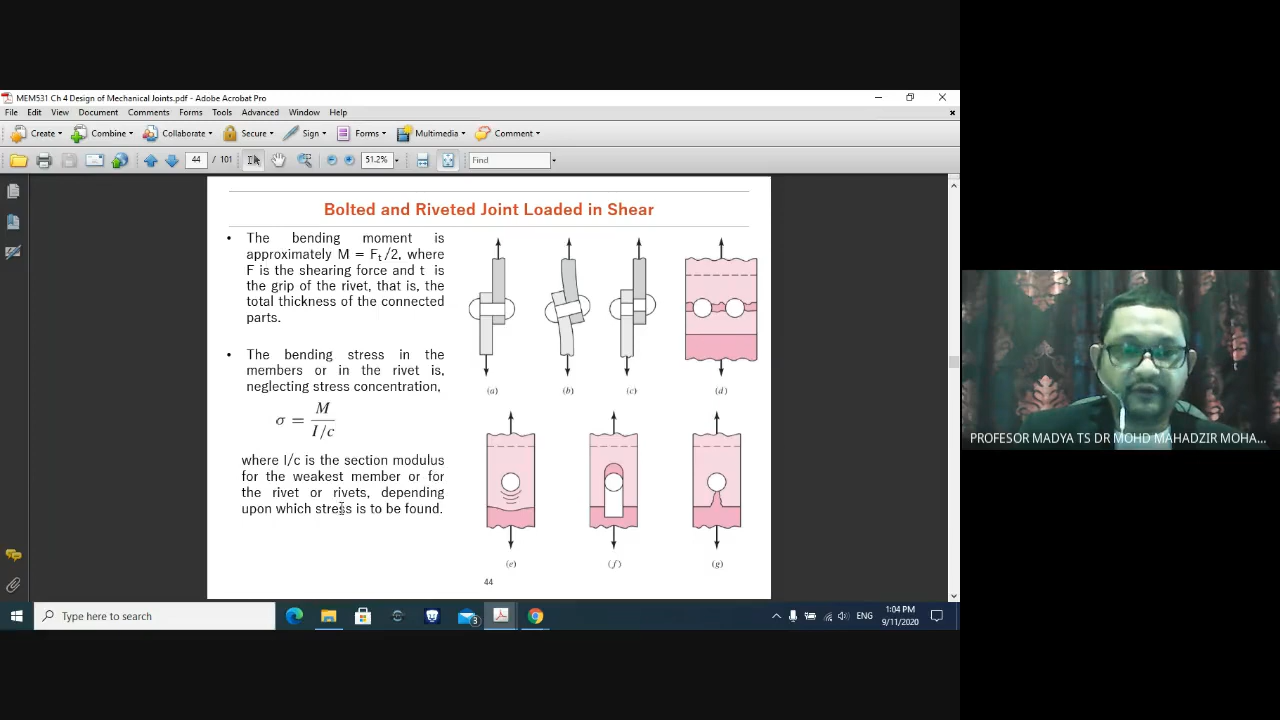 MEM531 Ch 4 Design of Mechanical Joints.pdf - Adobe Acrobat Pro
File Edit View Document Comments Forms Tools Advanced Window Help
Create Combine Collaborate Secure Sign Forms Multimedia Comment
44 / 101 51.2% Find
Bolted and Riveted Joint Loaded in Shear
• The bending moment is
approximately M = Ft/2, where
F is the shearing force and t is
the grip of the rivet, that is, the
total thickness of the connected
parts.
• The bending stress in the
members or in the rivet is,
neglecting stress concentration,
σ = M
I/c
where I/c is the section modulus
for the weakest member or for
the rivet or rivets, depending
upon which stress is to be found.
(a) (b) (c) (d)
(e) (f) (g)
44
PROFESOR MADYA TS DR MOHD MAHADZIR MOHA...
Type here to search
3
ENG
1:04 PM
9/11/2020